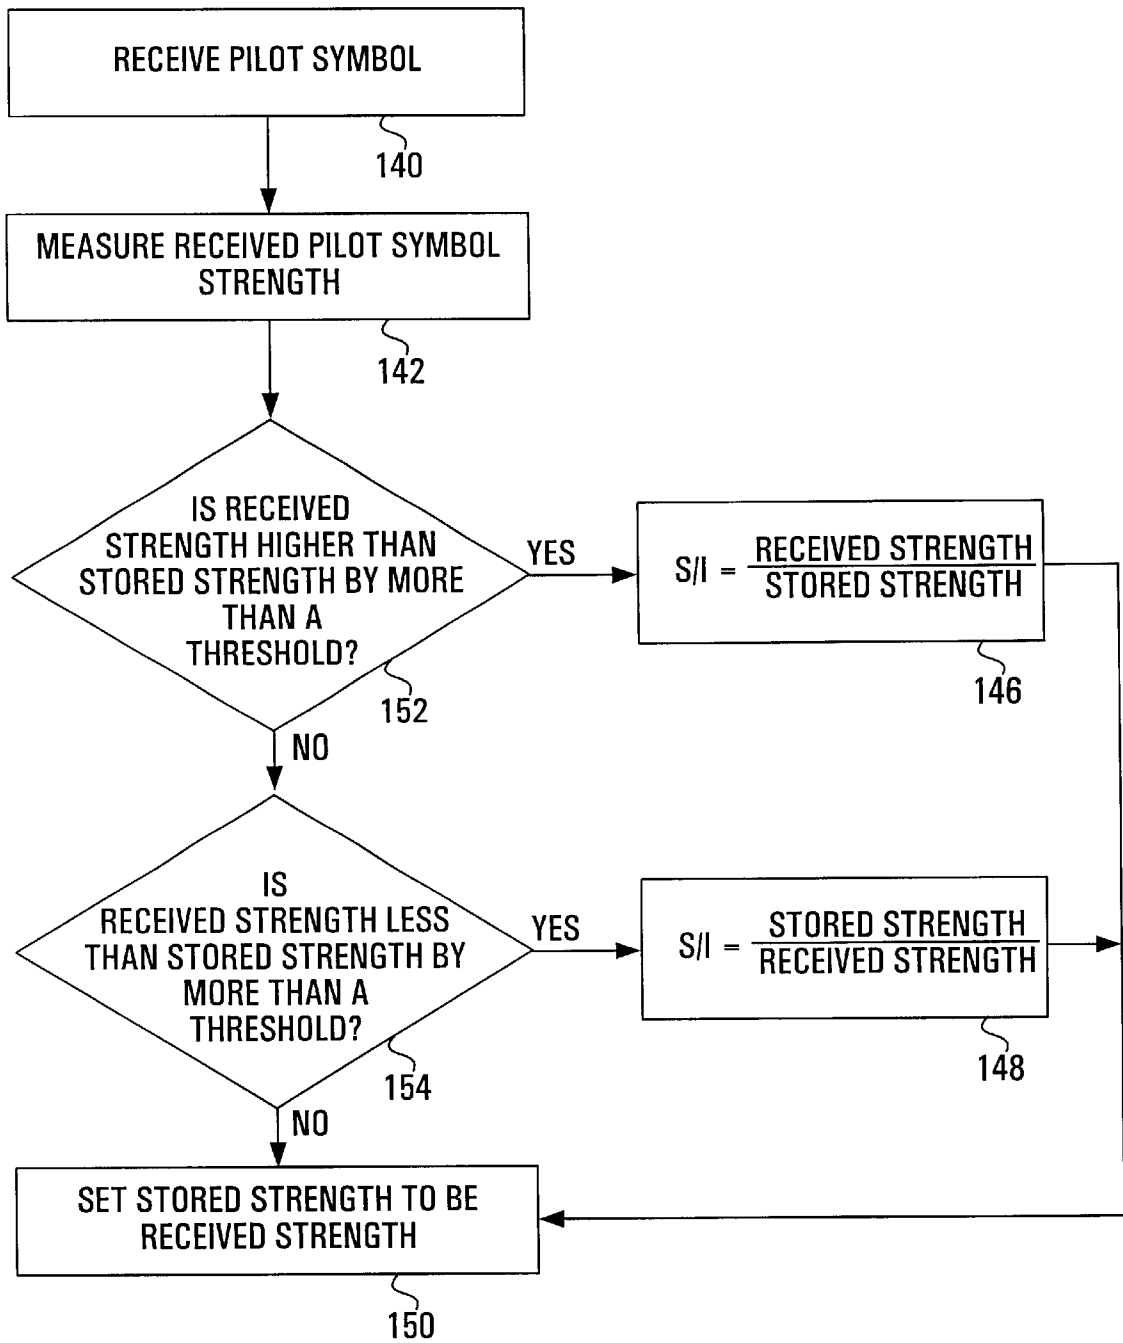 RECEIVE PILOT SYMBOL
140
MEASURE RECEIVED PILOT SYMBOL
STRENGTH
142
IS RECEIVED
STRENGTH HIGHER THAN
STORED STRENGTH BY MORE
THAN A
THRESHOLD?
152
YES
S/I = RECEIVED STRENGTH
STORED STRENGTH
146
NO
IS
RECEIVED STRENGTH LESS
THAN STORED STRENGTH BY
MORE THAN A
THRESHOLD?
154
YES
S/I = STORED STRENGTH
RECEIVED STRENGTH
148
NO
SET STORED STRENGTH TO BE
RECEIVED STRENGTH
150